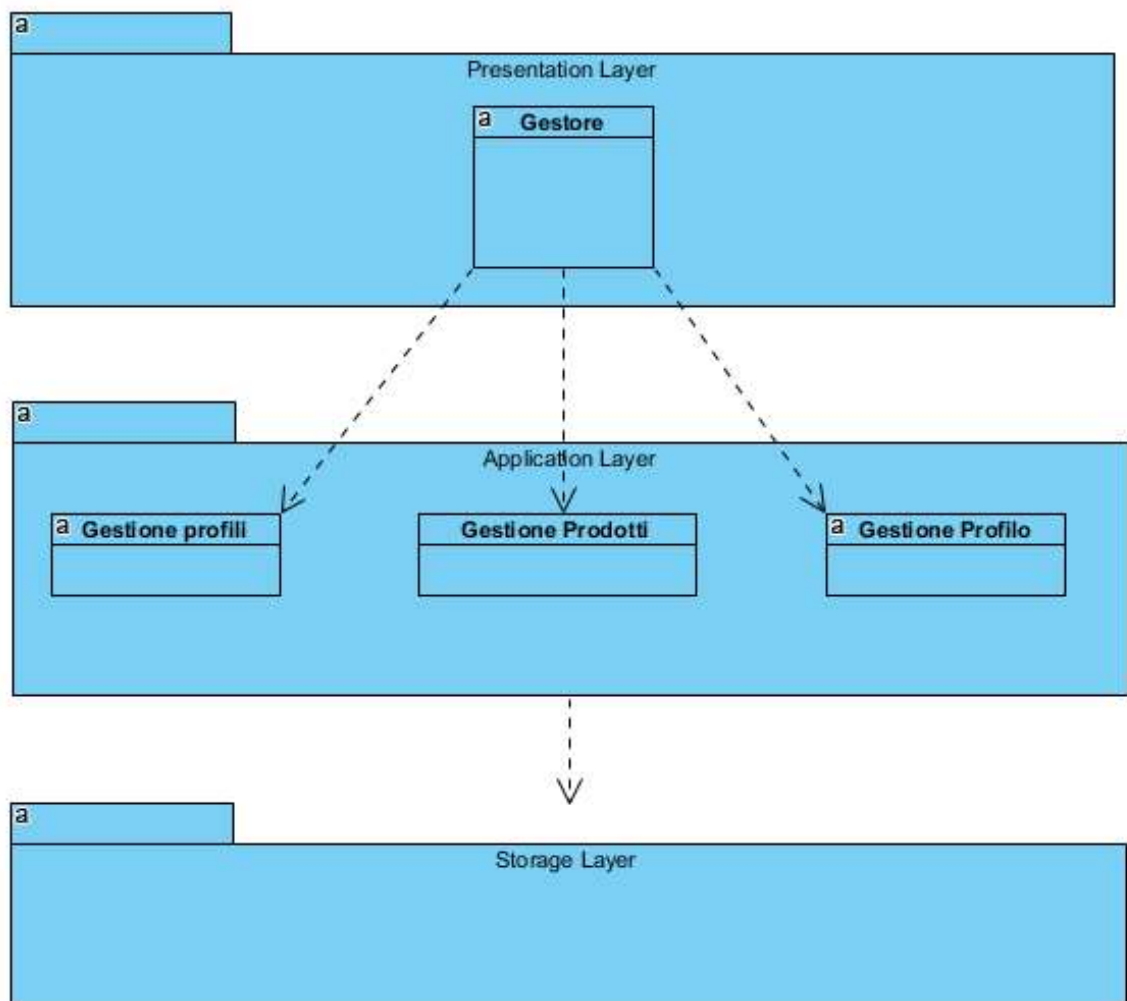 a
Presentation Layer
a Gestore
a
Application Layer
a Gestione profili
Gestione Prodotti
a Gestione Profilo
a
Storage Layer